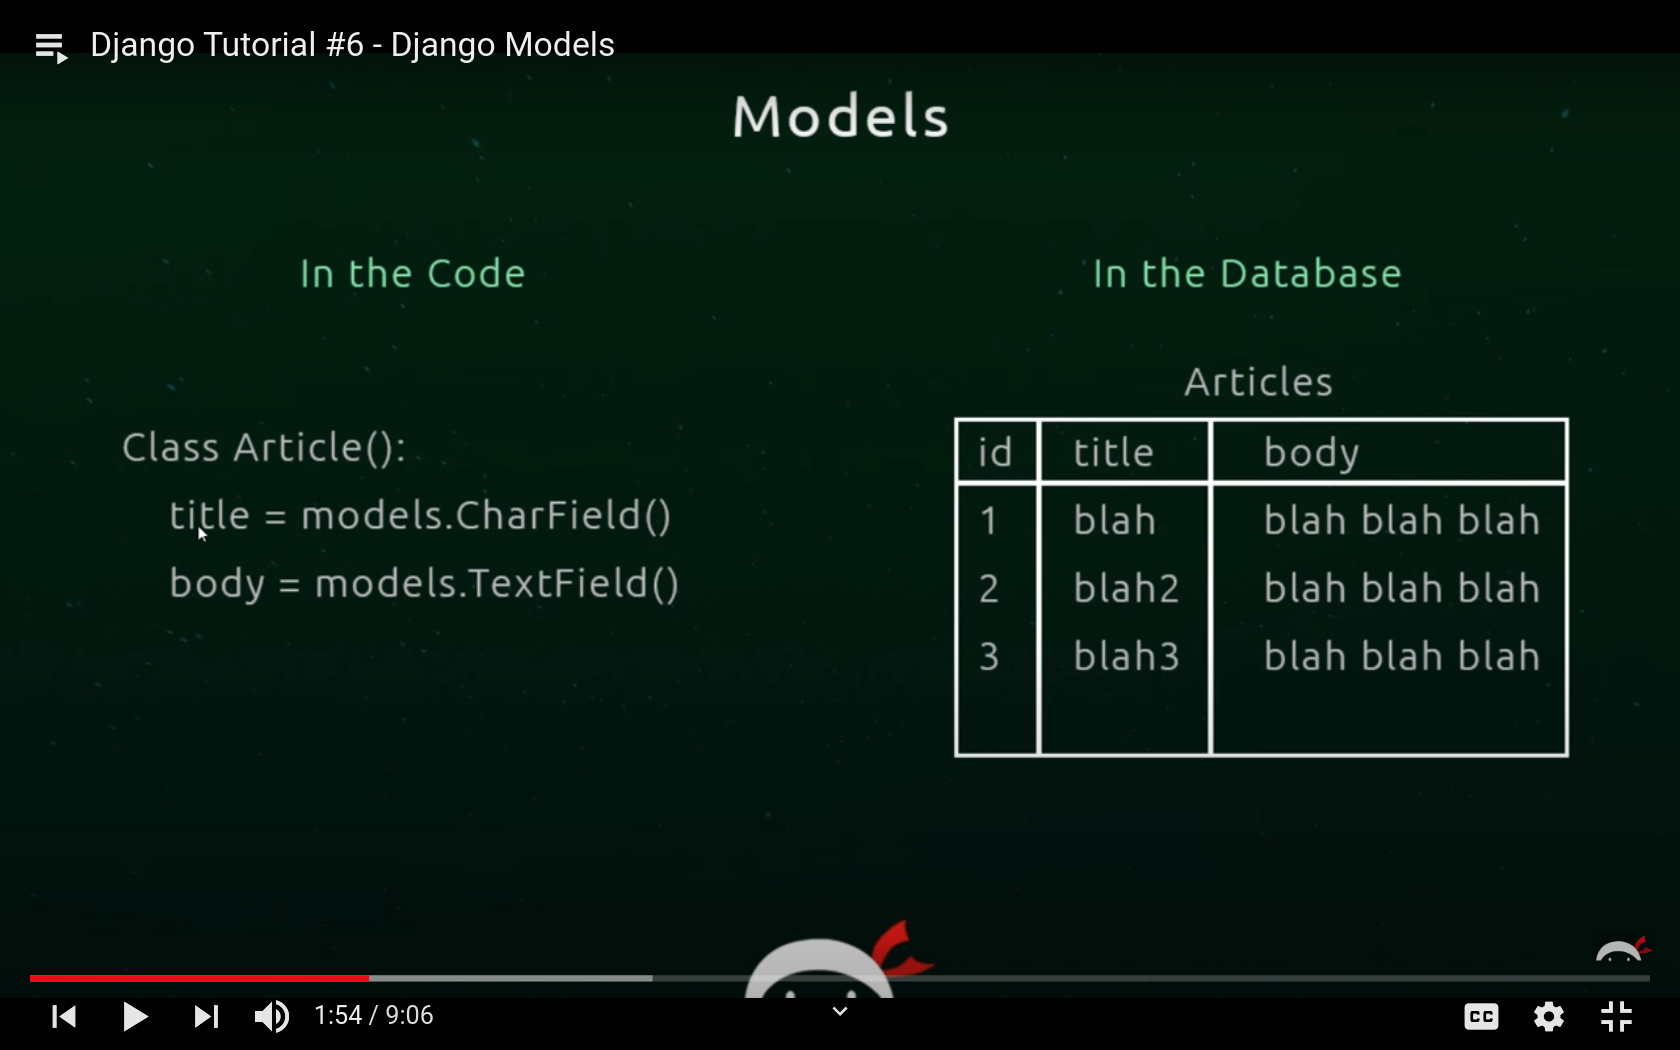 Django Tutorial #6 - Django Models
Models
In the Code
Class Article():
title = models.CharField()
body = models.TextField()
In the Database
Articles
id title body
1 blah blah blah blah
2 blah2 blah blah blah
3 blah3 blah blah blah
1:54 / 9:06
CC